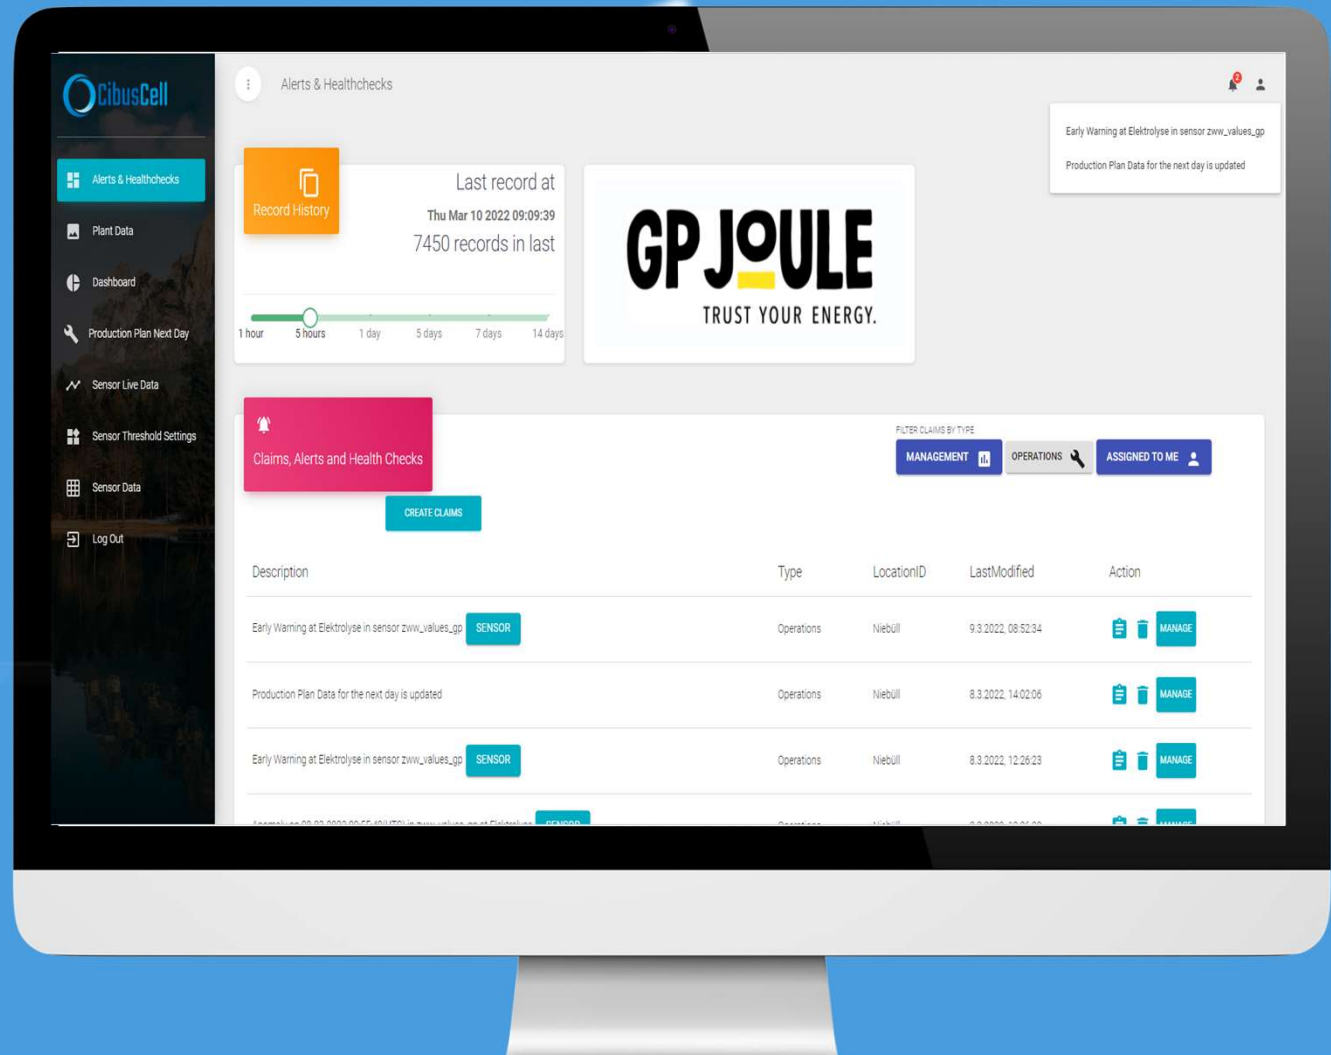 CibusCell
Alerts & Healthchecks
2
Early Warning at Elektrolyse in sensor zww_values_gp
Production Plan Data for the next day is updated
Alerts & Healthchecks
Plant Data
Dashboard
Production Plan Next Day
Sensor Live Data
Sensor Threshold Settings
Sensor Data
Log Out
Record History
Last record at
Thu Mar 10 2022 09:09:39
7450 records in last
1 hour 5 hours 1 day 5 days 7 days 14 days
GP JOULE
TRUST YOUR ENERGY.
Claims, Alerts and Health Checks
FILTER CLAIMS BY TYPE
MANAGEMENT OPERATIONS ASSIGNED TO ME
CREATE CLAIMS
Description Type LocationID LastModified Action
Early Warning at Elektrolyse in sensor zww_values_gp SENSOR Operations Niebüll 9.3.2022, 08:52:34 MANAGE
Production Plan Data for the next day is updated Operations Niebüll 8.3.2022, 14:02:06 MANAGE
Early Warning at Elektrolyse in sensor zww_values_gp SENSOR Operations Niebüll 8.3.2022, 12:26:23 MANAGE